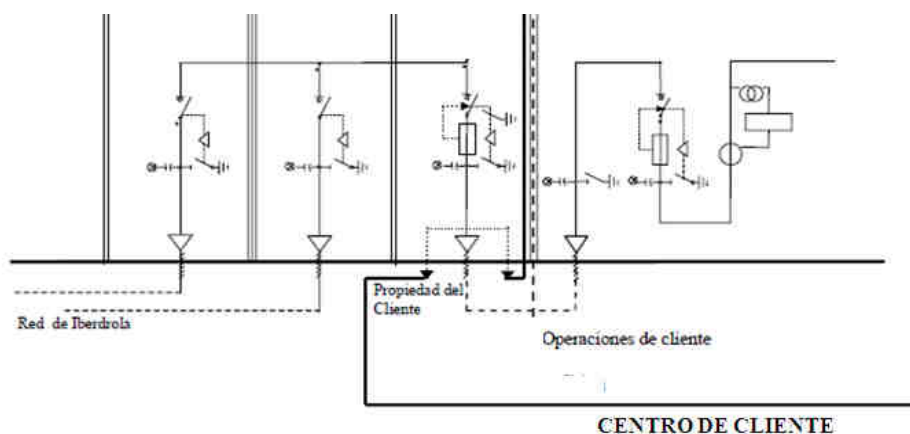 Propiedad del
Cliente
Red de Iberdrola
Operaciones de cliente
CENTRO DE CLIENTE